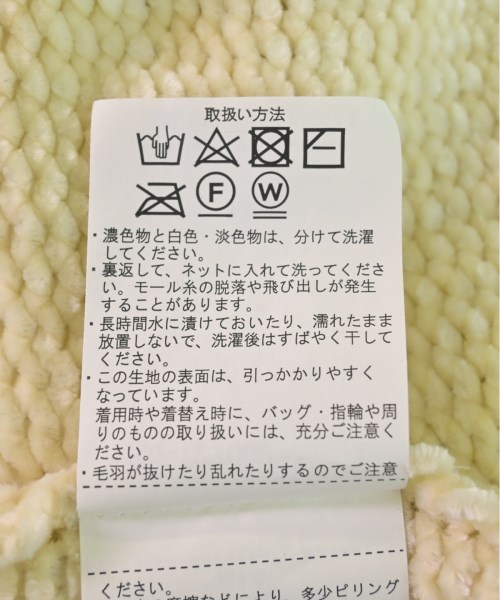 取扱い方法
F W
・濃色物と白色・淡色物は、分けて洗濯
してください。
・裏返して、ネットに入れて洗ってくださ
い。モール糸の脱落や飛び出しが発生
することがあります。
・長時間水に漬けておいたり、濡れたまま
放置しないで、洗濯後はすばやく干して
ください。
・この生地の表面は、引っかかりやすく
なっています。
着用時や着替え時に、バッグ・指輪や周
りのものの取り扱いには、充分ご注意く
ださい。
・毛羽が抜けたり乱れたりするのでご注意
ください。
などにより、多少ピリング